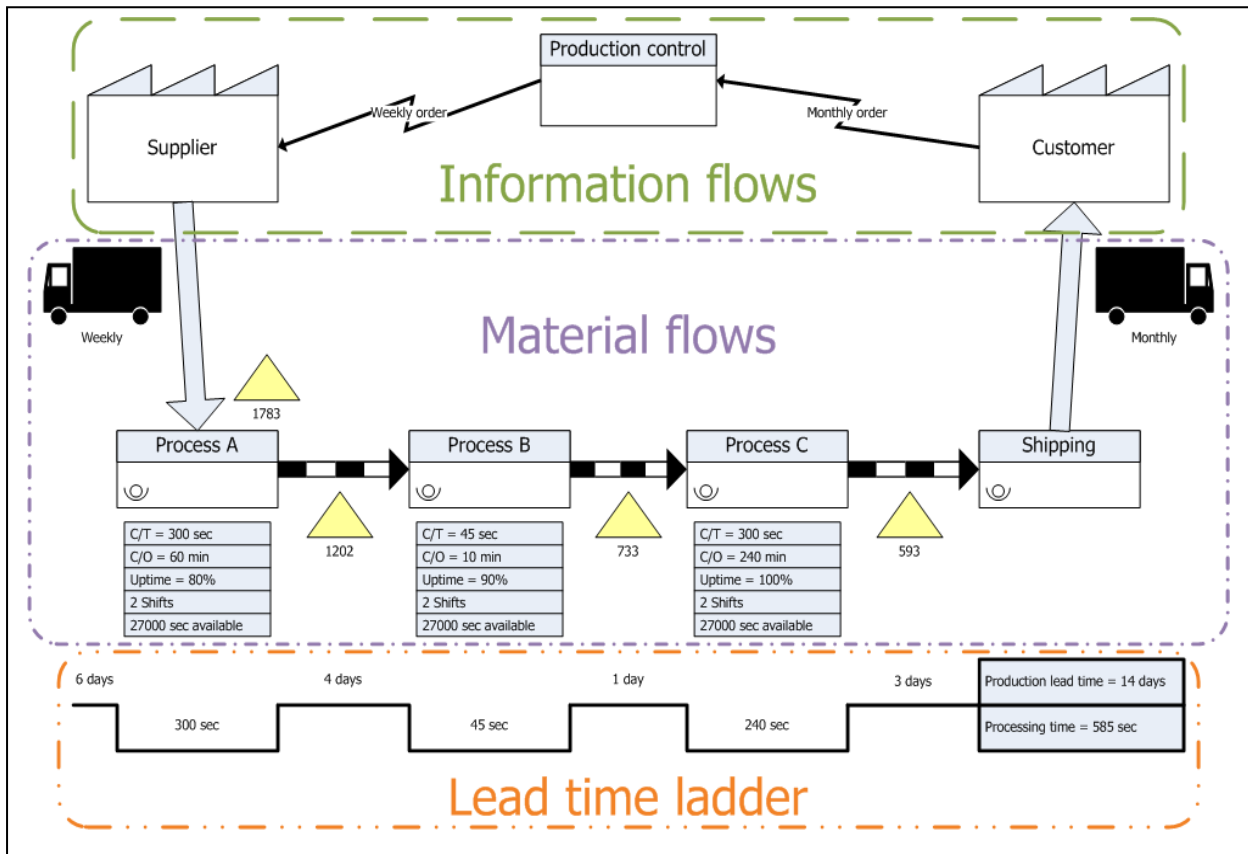 Production control
Weekly order
Monthly order
Supplier
Customer
Information flows
Weekly
Material flows
Monthly
1783
Process A
Process B
Process C
Shipping
1202
733
593
C/T = 300 sec
C/O = 60 min
Uptime = 80%
2 Shifts
27000 sec available
C/T = 45 sec
C/O = 10 min
Uptime = 90%
2 Shifts
27000 sec available
C/T = 300 sec
C/O = 240 min
Uptime = 100%
2 Shifts
27000 sec available
6 days
4 days
1 day
3 days
Production lead time = 14 days
300 sec
45 sec
240 sec
Processing time = 585 sec
Lead time ladder